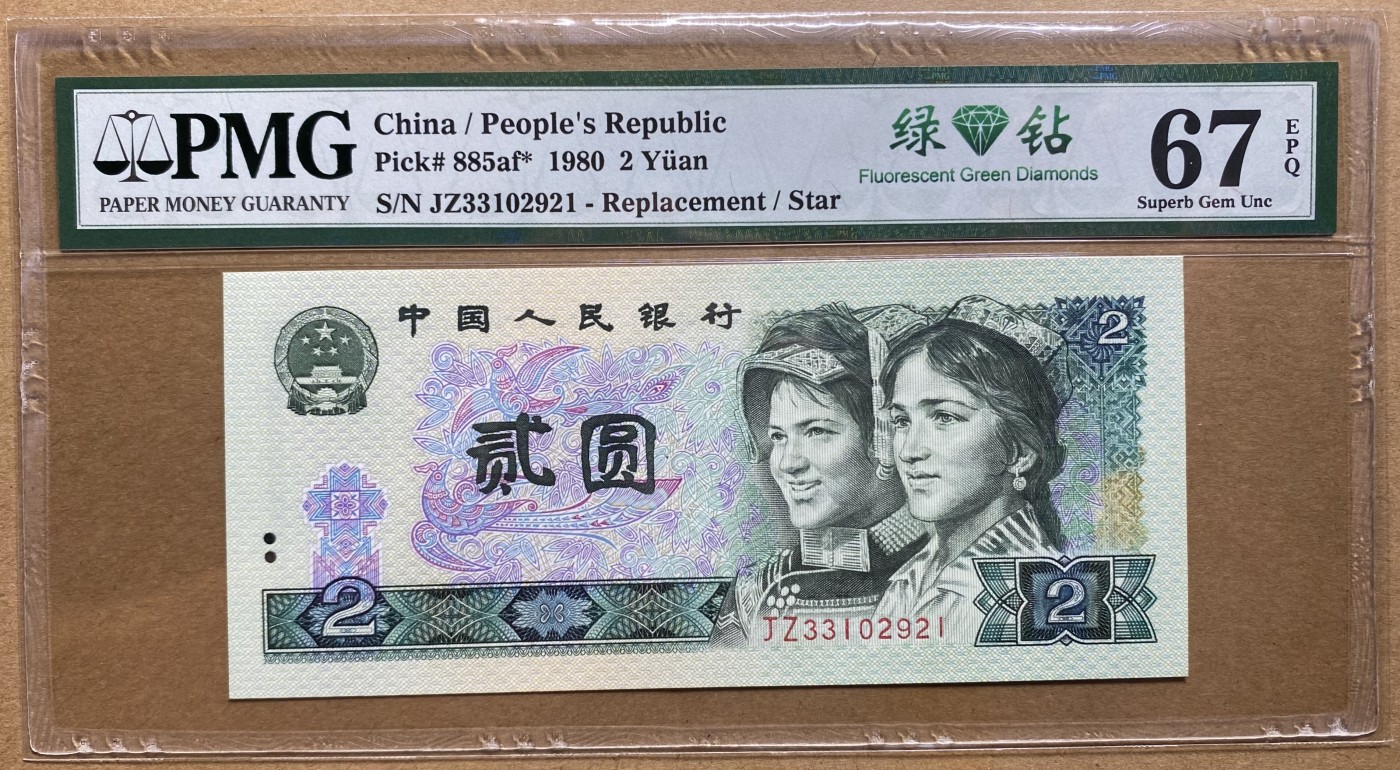 PMG
PAPER MONEY GUARANTY
China / People's Republic
Pick# 885af* 1980 2 Yüan
S/N JZ33102921 - Replacement / Star
绿 钻
Fluorescent Green Diamonds
67
EPQ
Superb Gem Unc
中国人民银行
2
贰圆
2
JZ33102921
2